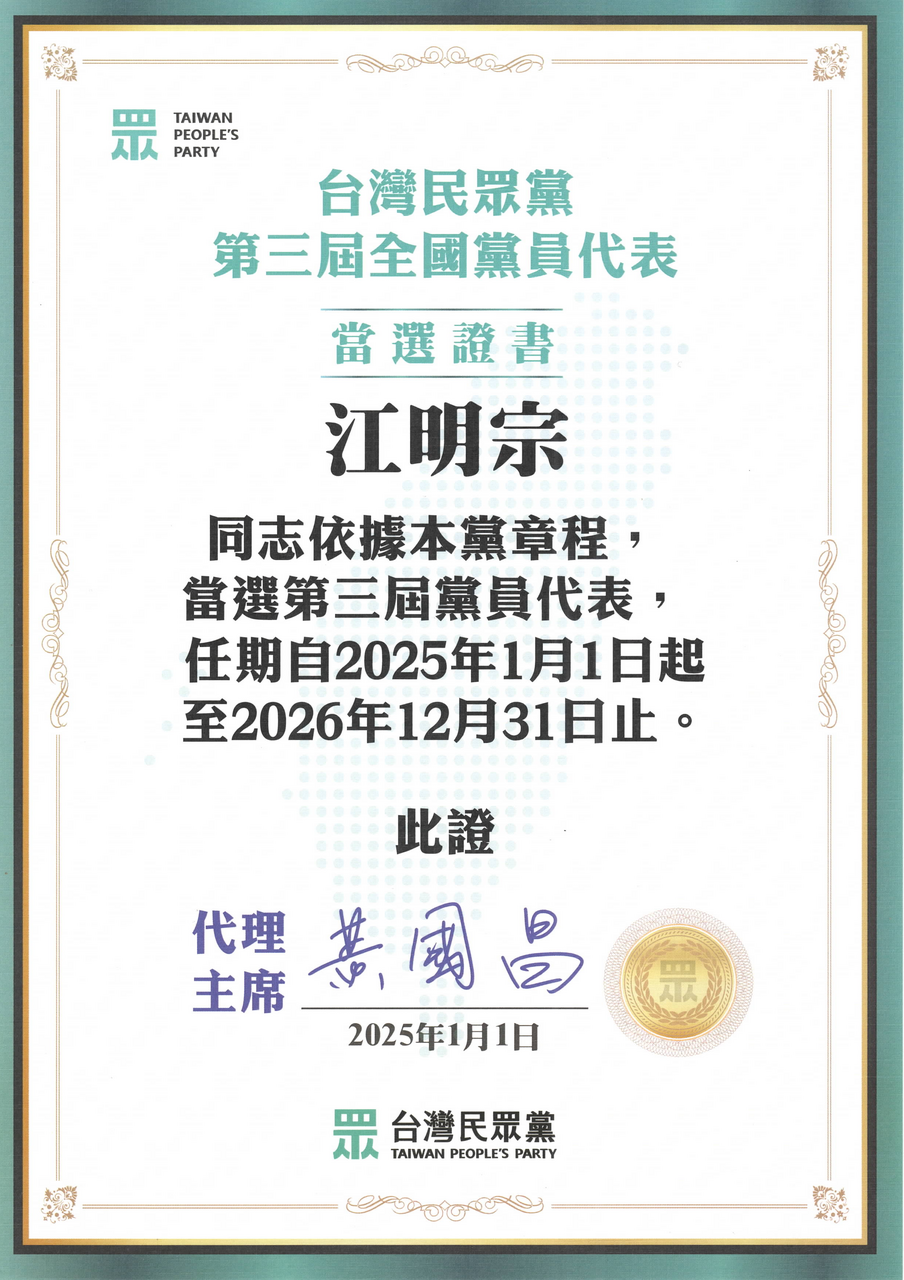 眾
TAIWAN
PEOPLE'S
PARTY
台灣民眾黨
第三屆全國黨員代表
當選證書
江明宗
同志依據本黨章程，
當選第三屆黨員代表，
任期自2025年1月1日起
至2026年12月31日止。
此證
代理
主席
黃國昌
眾
2025年1月1日
眾
台灣民眾黨
TAIWAN PEOPLE'S PARTY